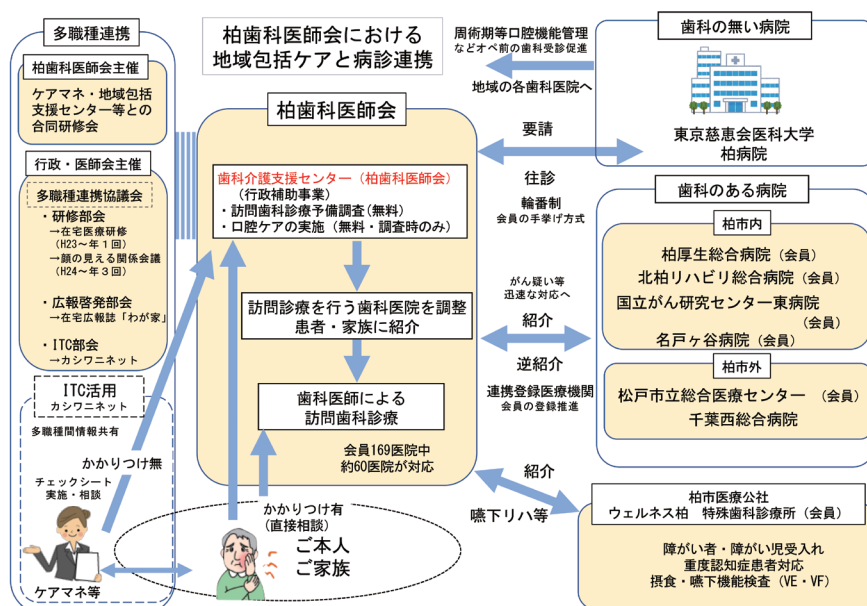 多職種連携
柏歯科医師会主催
ケアマネ・地域包括
支援センター等との
合同研修会
行政・医師会主催
多職種連携協議会
・研修部会
→在宅医療研修
(H23～年1回)
→顔の見える関係会議
(H24～年3回)
・広報啓発部会
→在宅広報誌「わが家」
・ITC部会
→カシワニネット
ITC活用
カシワニネット
多職種間情報共有
かかりつけ無
チェックシート
実施・相談
ケアマネ等
柏歯科医師会における
地域包括ケアと病診連携
柏歯科医師会
歯科介護支援センター（柏歯科医師会）
(行政補助事業)
・訪問歯科診療予備調査(無料)
・口腔ケアの実施（無料・調査時のみ)
訪問診療を行う歯科医院を調整
患者・家族に紹介
歯科医師による
訪問歯科診療
会員169医院中
約60医院が対応
かかりつけ有
(直接相談)
ご本人
ご家族
周術期等口腔機能管理
などオペ前の歯科受診促進
地域の各歯科医院へ
要請
往診
輪番制
会員の手挙げ方式
がん疑い等
迅速な対応へ
紹介
逆紹介
連携登録医療機関
会員の登録推進
紹介
嚥下リハ等
歯科の無い病院
東京慈恵会医科大学
柏病院
歯科のある病院
柏市内
柏厚生総合病院（会員）
北柏リハビリ総合病院（会員）
国立がん研究センター東病院
（会員）
名戸ヶ谷病院（会員）
柏市外
松戸市立総合医療センター （会員）
千葉西総合病院
柏市医療公社
ウェルネス柏 特殊歯科診療所（会員）
障がい者・障がい児受入れ
重度認知症患者対応
摂食・嚥下機能検査（VE・VF）